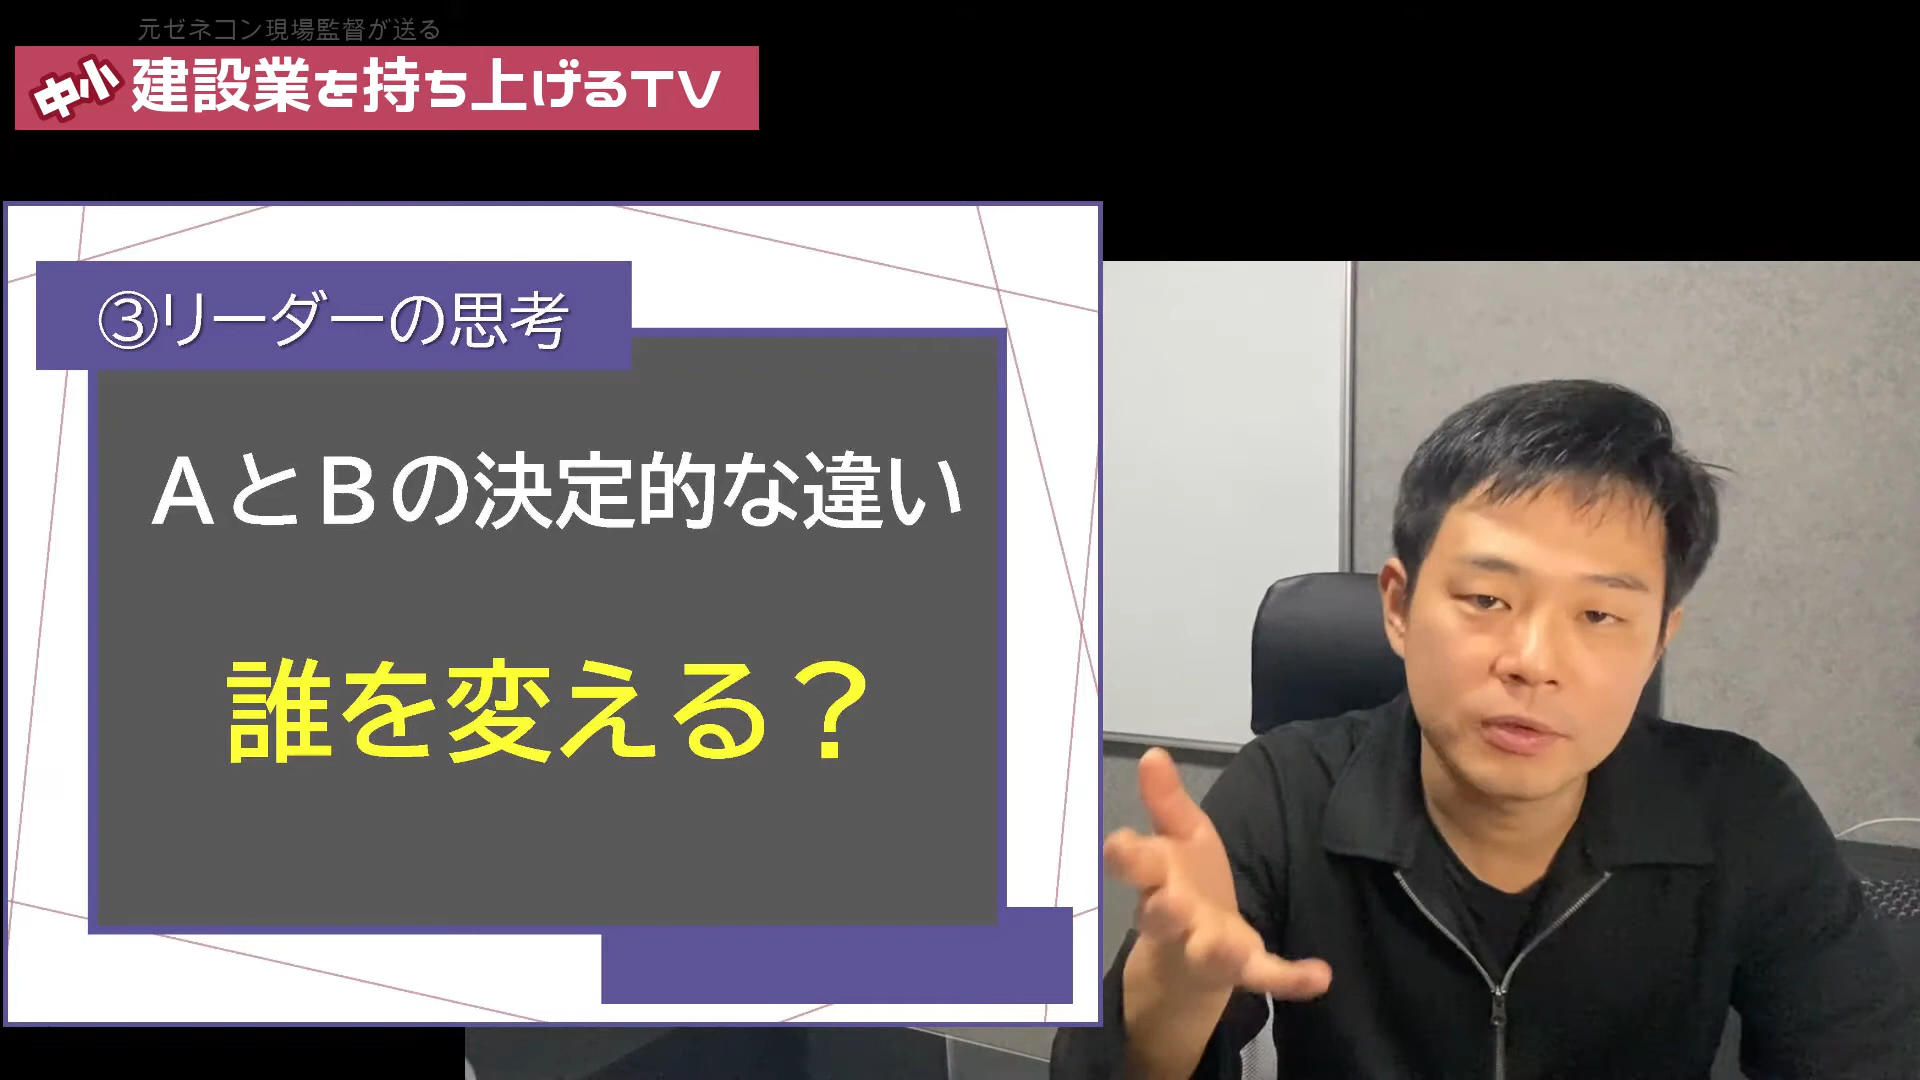 元ゼネコン現場監督が送る
中小建設業を持ち上げるTV
③リーダーの思考
AとBの決定的な違い
誰を変える？